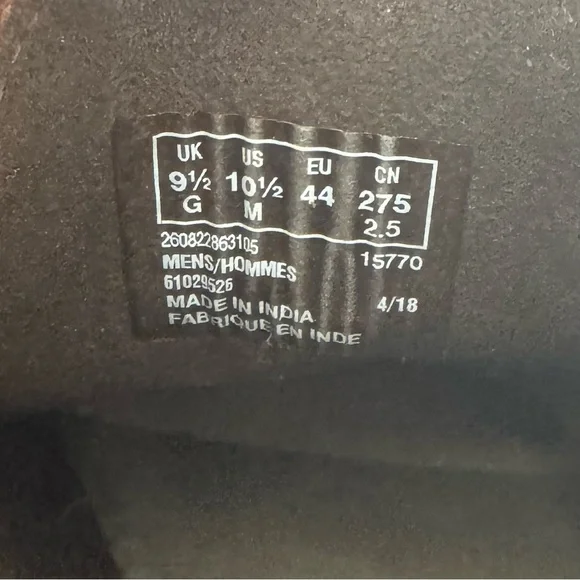 UK US EU CN
9½ 10½ 44 275
G M 2.5
260822863105 15770
MENS/HOMMES
61029526 4/18
MADE IN INDIA
FABRIQUE EN INDE